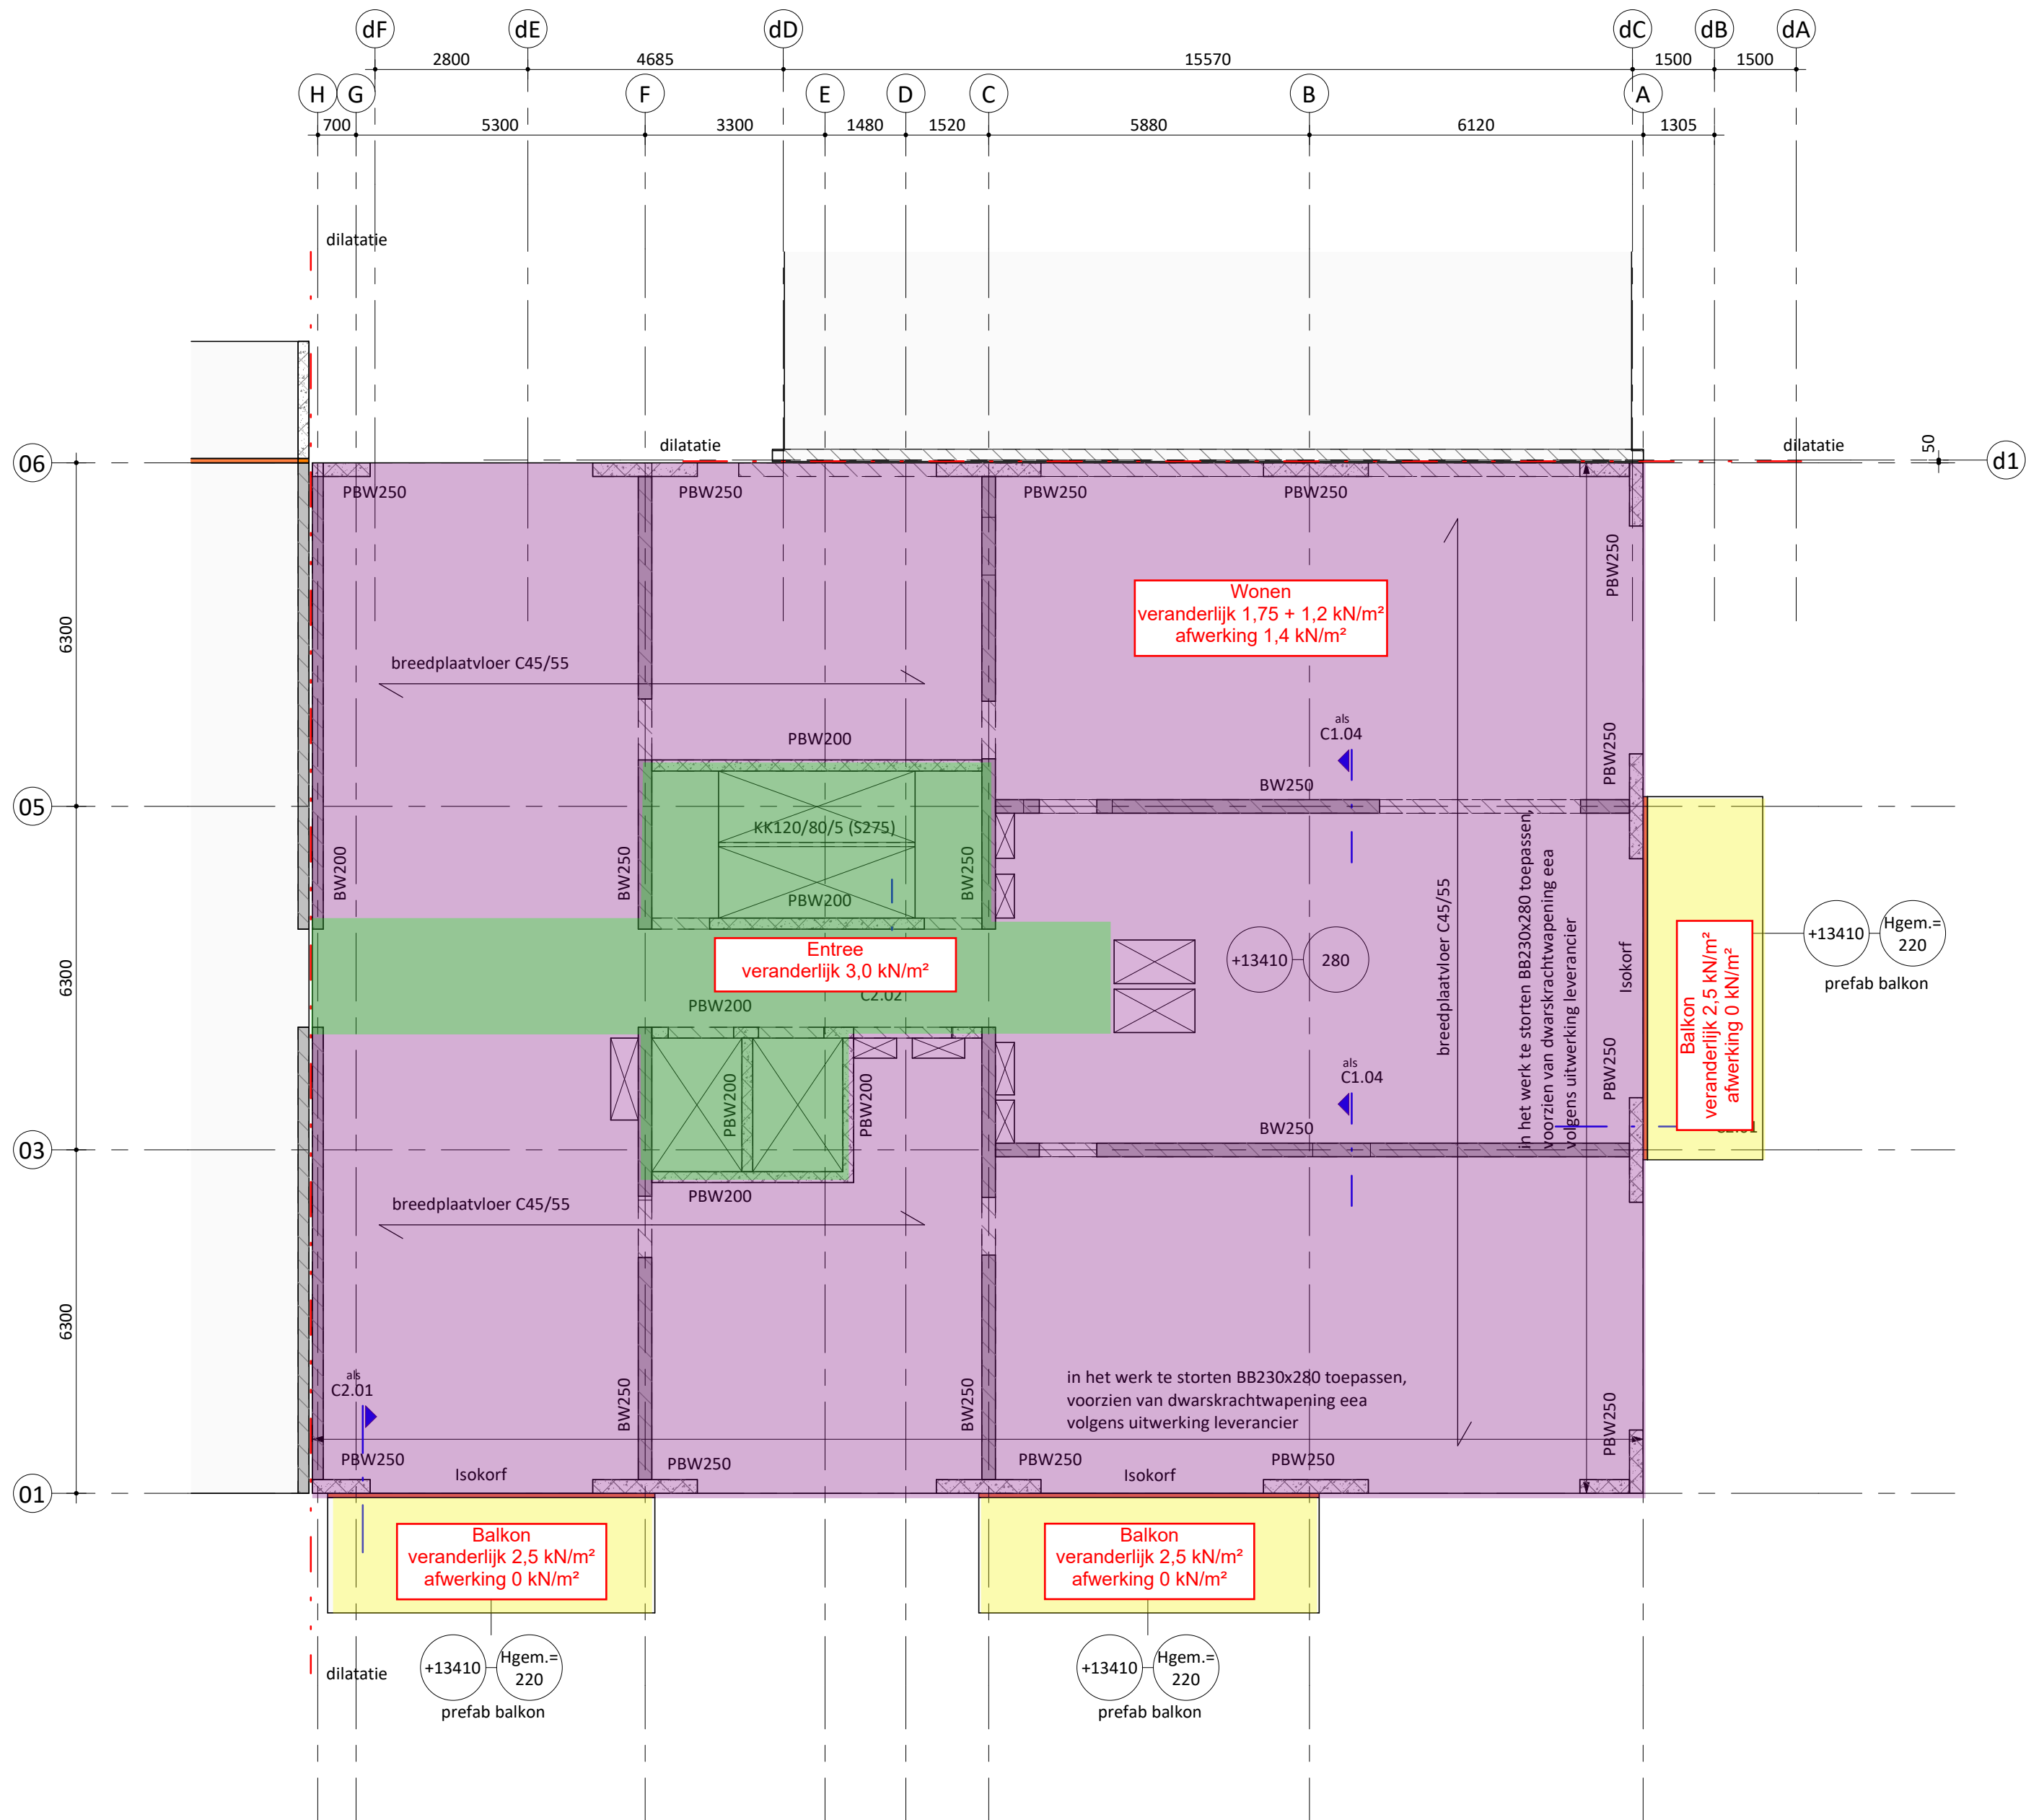 dF
dE
dD
dC
dB
dA
2800
4685
15570
1500
1500
H
G
F
E
D
C
B
A
700
5300
3300
1480
1520
5880
6120
1305
dilatatie
dilatatie
dilatatie
50
06
d1
PBW250
PBW250
PBW250
PBW250
PBW250
Wonen
veranderlijk 1,75 + 1,2 kN/m²
afwerking 1,4 kN/m²
6300
breedplaatvloer C45/55
als
C1.04
PBW200
PBW250
BW250
05
KK120/80/5 (S275)
BW200
BW250
BW250
PBW200
in het werk te storten BB230x280 toepassen,
voorzien van dwarskrachtwapening eea
volgens uitwerking leverancier
breedplaatvloer C45/55
Isokorf
Balkon
veranderlijk 2,5 kN/m²
afwerking 0 kN/m²
+13410
Hgem.=
220
prefab balkon
Entree
veranderlijk 3,0 kN/m²
C2.02
+13410
280
6300
PBW200
als
C1.04
PBW250
PBW200
PBW200
BW250
03
PBW200
breedplaatvloer C45/55
6300
als
C2.01
BW250
BW250
in het werk te storten BB230x280 toepassen,
voorzien van dwarskrachtwapening eea
volgens uitwerking leverancier
PBW250
PBW250
Isokorf
PBW250
PBW250
Isokorf
PBW250
01
Balkon
veranderlijk 2,5 kN/m²
afwerking 0 kN/m²
Balkon
veranderlijk 2,5 kN/m²
afwerking 0 kN/m²
dilatatie
+13410
Hgem.=
220
prefab balkon
+13410
Hgem.=
220
prefab balkon